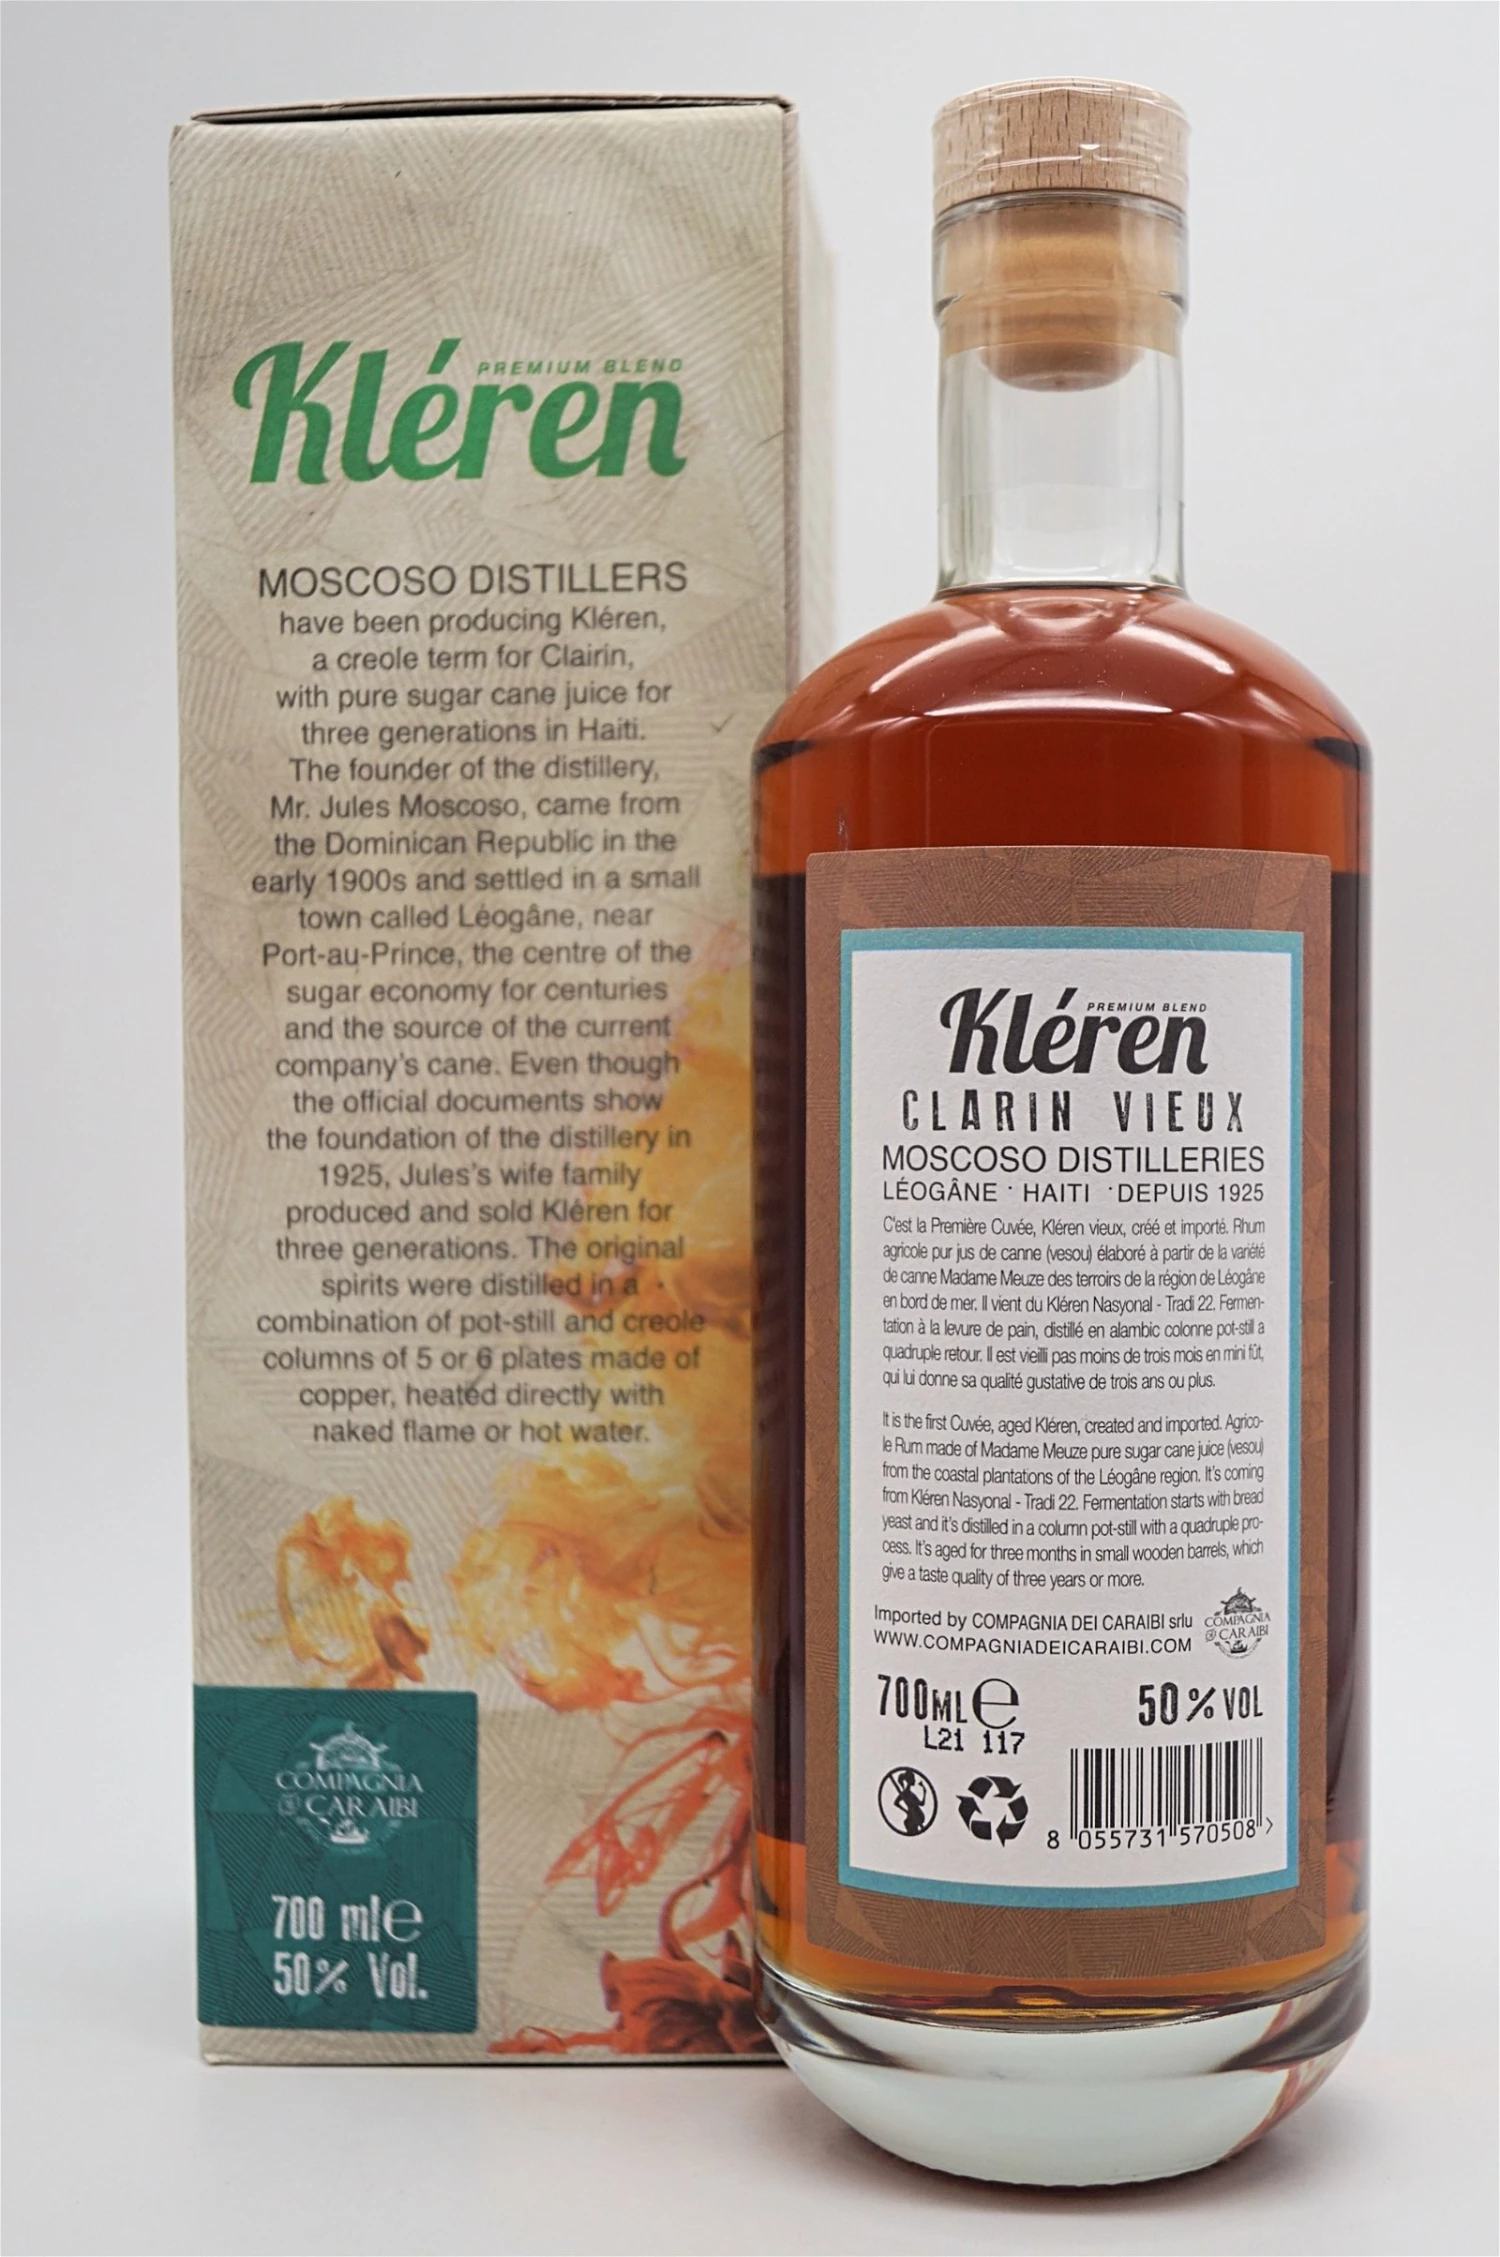 Kléren
PREMIUM BLEND
MOSCOSO DISTILLERS
have been producing Kléren,
a creole term for Clairin,
with pure sugar cane juice for
three generations in Haiti.
The founder of the distillery,
Mr. Jules Moscoso, came from
the Dominican Republic in the
early 1900s and settled in a small
town called Léogâne, near
Port-au-Prince, the centre of the
sugar economy for centuries
and the source of the current
company's cane. Even though
the official documents show
the foundation of the distillery in
1925, Jules's wife family
produced and sold Kléren for
three generations. The original
spirits were distilled in a
combination of pot-still and creole
columns of 5 or 6 plates made of
copper, heated directly with
naked flame or hot water.
COMPAGNIA
DEI CARAIBI
700 ml e
50% Vol.
Kléren
PREMIUM BLEND
CLARIN VIEUX
MOSCOSO DISTILLERIES
LÉOGÂNE · HAITI · DEPUIS 1925
C'est la Première Cuvée, Kléren vieux, créé et importé. Rhum
agricole pur jus de canne (vesou) élaboré à partir de la variété
de canne Madame Meuze des terroirs de la région de Léogâne
en bord de mer. Il vient du Kléren Nasyonal - Tradi 22. Fermen-
tation à la levure de pain, distillé en alambic colonne pot-still a
quadruple retour. Il est vieilli pas moins de trois mois en mini fût,
qui lui donne sa qualité gustative de trois ans ou plus.
It is the first Cuvée, aged Kléren, created and imported. Agrico-
le Rum made of Madame Meuze pure sugar cane juice (vesou)
from the coastal plantations of the Léogâne region. It's coming
from Kléren Nasyonal - Tradi 22. Fermentation starts with bread
yeast and it's distilled in a column pot-still with a quadruple pro-
cess. It's aged for three months in small wooden barrels, which
give a taste quality of three years or more.
Imported by COMPAGNIA DEI CARAIBI srlu
WWW.COMPAGNIADEICARAIBI.COM
COMPAGNIA
DEI CARAIBI
700ML e
50%VOL
L21 117
8 055731 570508 >